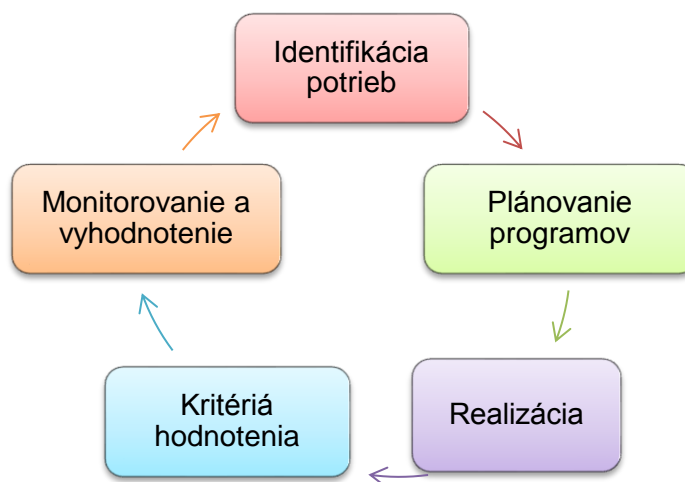 Identifikácia
potrieb
Plánovanie
programov
Realizácia
Kritériá
hodnotenia
Monitorovanie a
vyhodnotenie